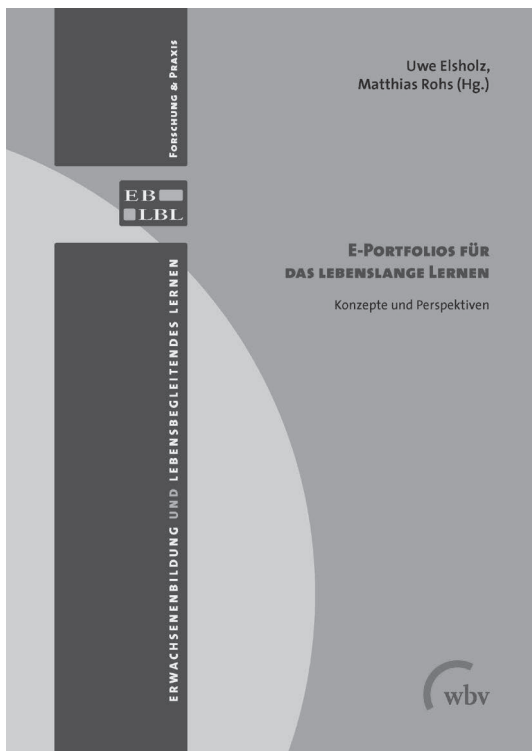 Uwe Elsholz,
Matthias Rohs (Hg.)
FORSCHUNG & PRAXIS
EB
LBL
E-PORTFOLIOS FÜR
DAS LEBENSLANGE LERNEN
Konzepte und Perspektiven
ERWACHSENENBILDUNG UND LEBENSBEGLEITENDES LERNEN
wbv